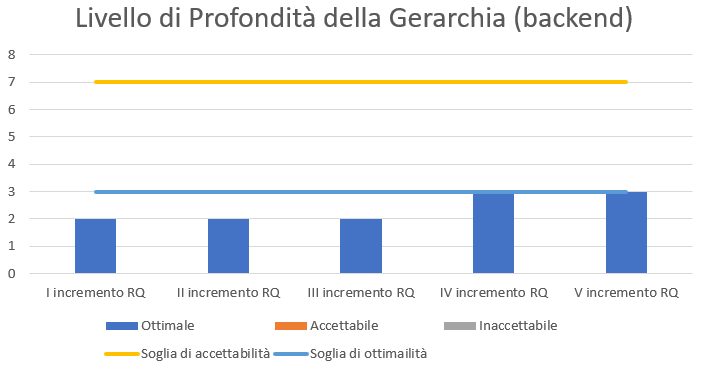 Livello di Profondità della Gerarchia (backend)
8
7
6
5
4
3
2
1
0
I incremento RQ II incremento RQ III incremento RQ IV incremento RQ V incremento RQ
Ottimale Accettabile Inaccettabile
Soglia di accettabilità Soglia di ottimailità